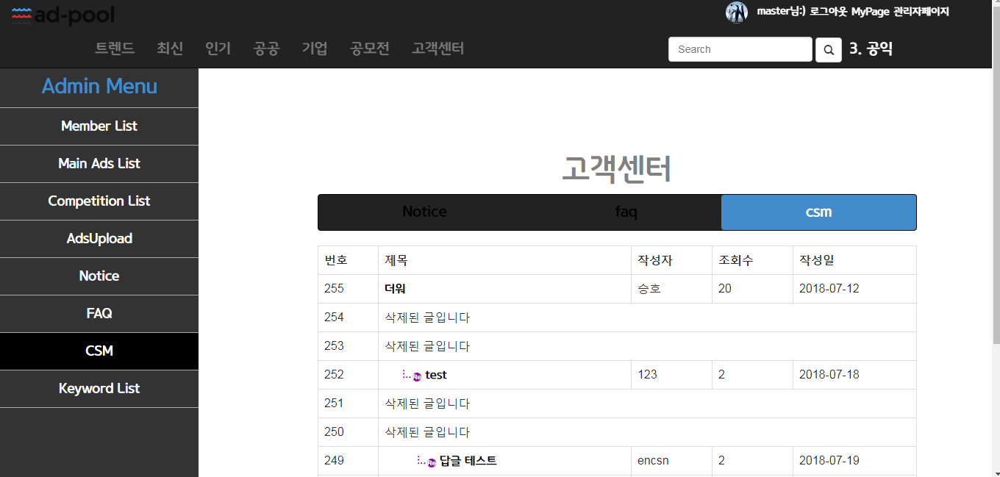 ad-pool
master님:) 로그아웃 MyPage 관리자페이지
트렌드 최신 인기 공공 기업 공모전 고객센터 Search 3. 공익
Admin Menu
Member List
Main Ads List
Competition List
AdsUpload
Notice
FAQ
CSM
Keyword List
고객센터
Notice faq csm
번호 제목 작성자 조회수 작성일
255 더워 승호 20 2018-07-12
254 삭제된 글입니다
253 삭제된 글입니다
252 Re test 123 2 2018-07-18
251 삭제된 글입니다
250 삭제된 글입니다
249 Re 답글 테스트 encsn 2 2018-07-19